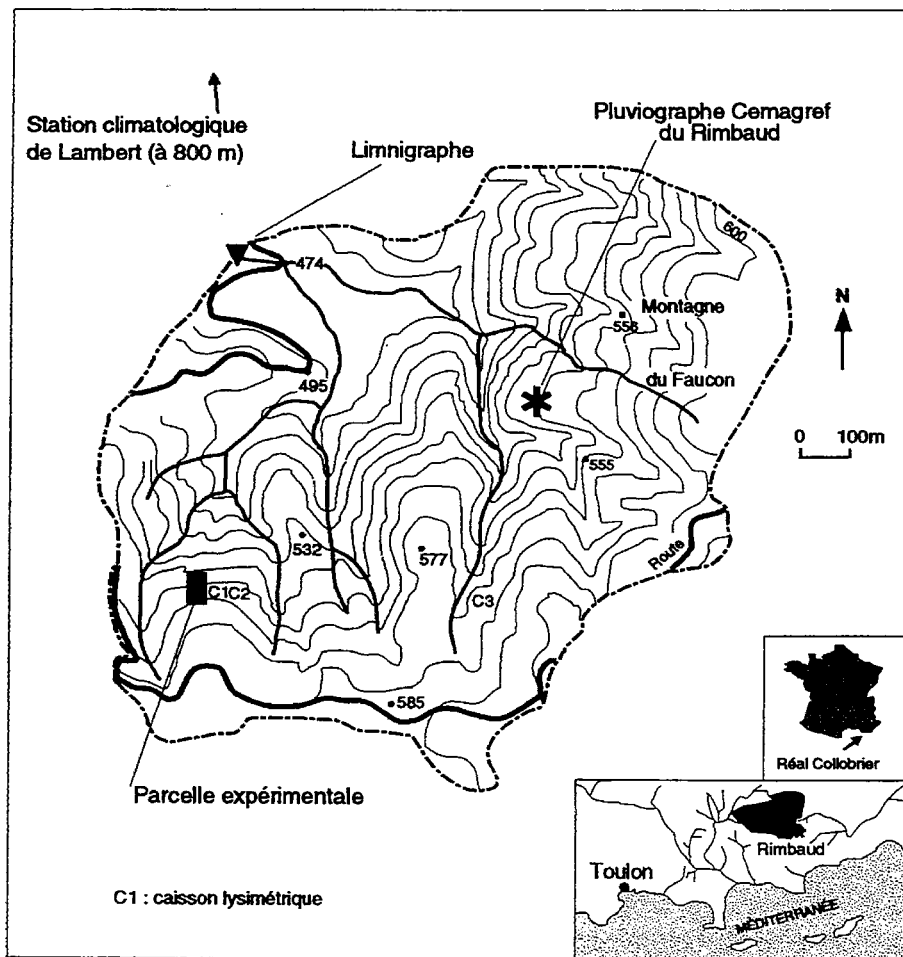 Station climatologique
de Lambert (à 800 m)
Pluviographe Cemagref
du Rimbaud
Limnigraphe
474
600
Montagne
558
N
du Faucon
495
0 100m
555
532
577
Route
C1C2
C3
585
Parcelle expérimentale
Réal Collobrier
Rimbaud
Toulon
MÉDITERRANÉE
C1 : caisson lysimétrique